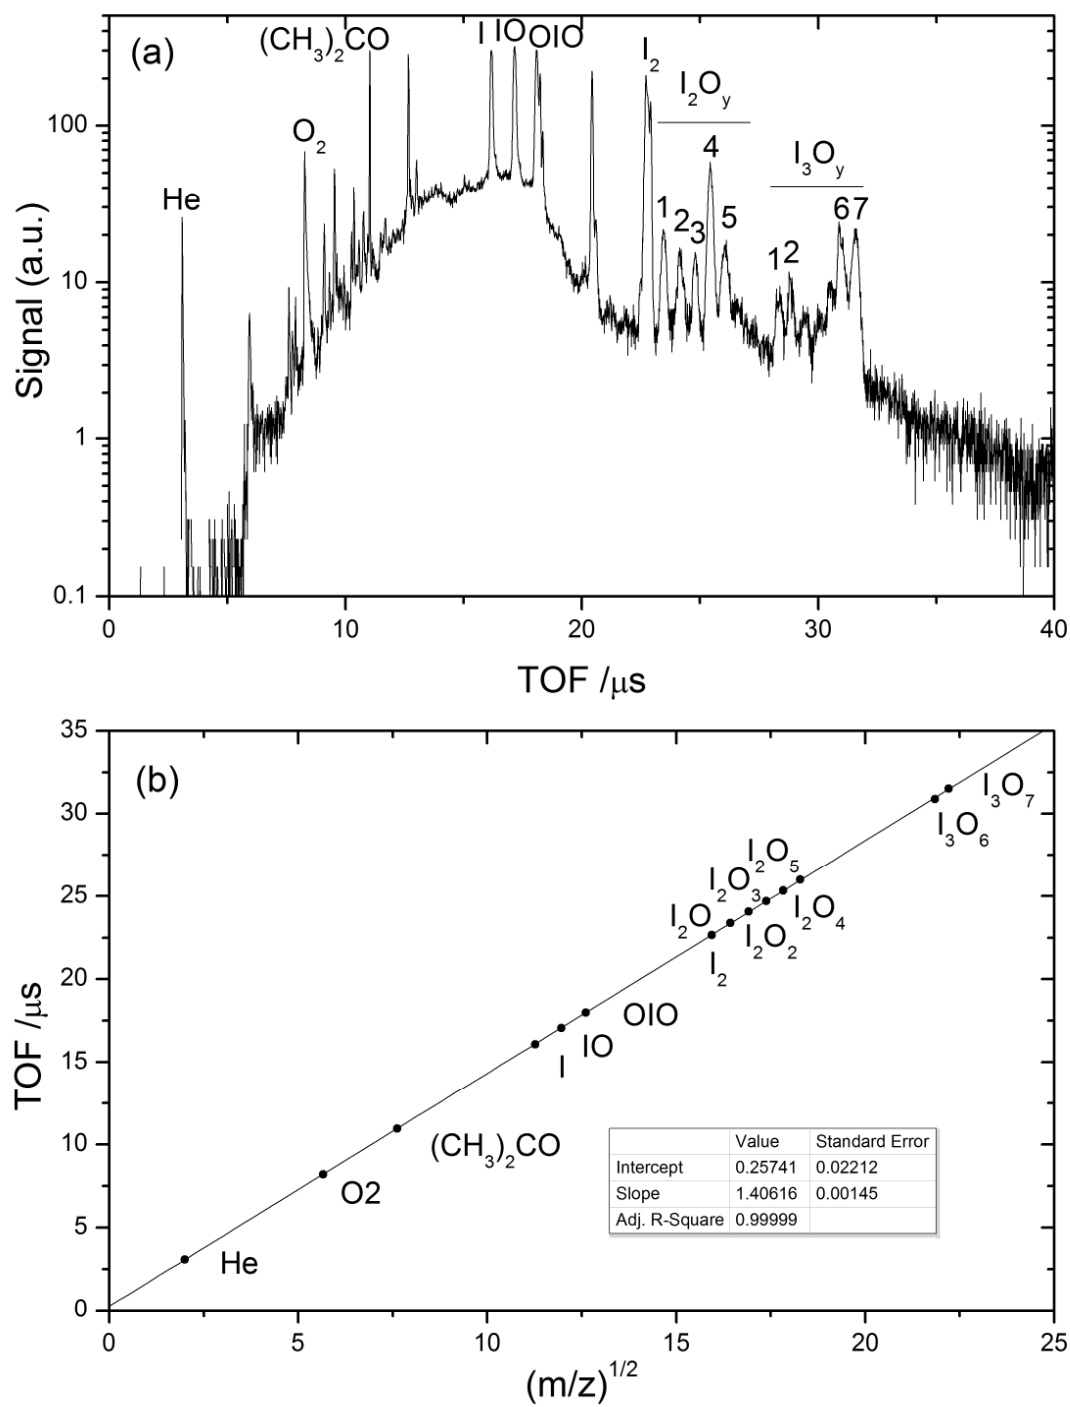 (a)
(CH₃)₂CO
I IO OIO
I₂
I₂Oᵧ
O₂
4
I₃Oᵧ
He
1 2 3 5
1 2 6 7
100
10
1
0.1
Signal (a.u.)
0 10 20 30 40
TOF /μs
(b)
35
30
25
20
15
10
5
0
TOF /μs
I₃O₇
I₃O₆
I₂O₅
I₂O₃
I₂O₄
I₂O
I₂O₂
I₂
OIO
IO
I
(CH₃)₂CO
O2
He
Value Standard Error
Intercept 0.25741 0.02212
Slope 1.40616 0.00145
Adj. R-Square 0.99999
0 5 10 15 20 25
(m/z)¹ᐟ²